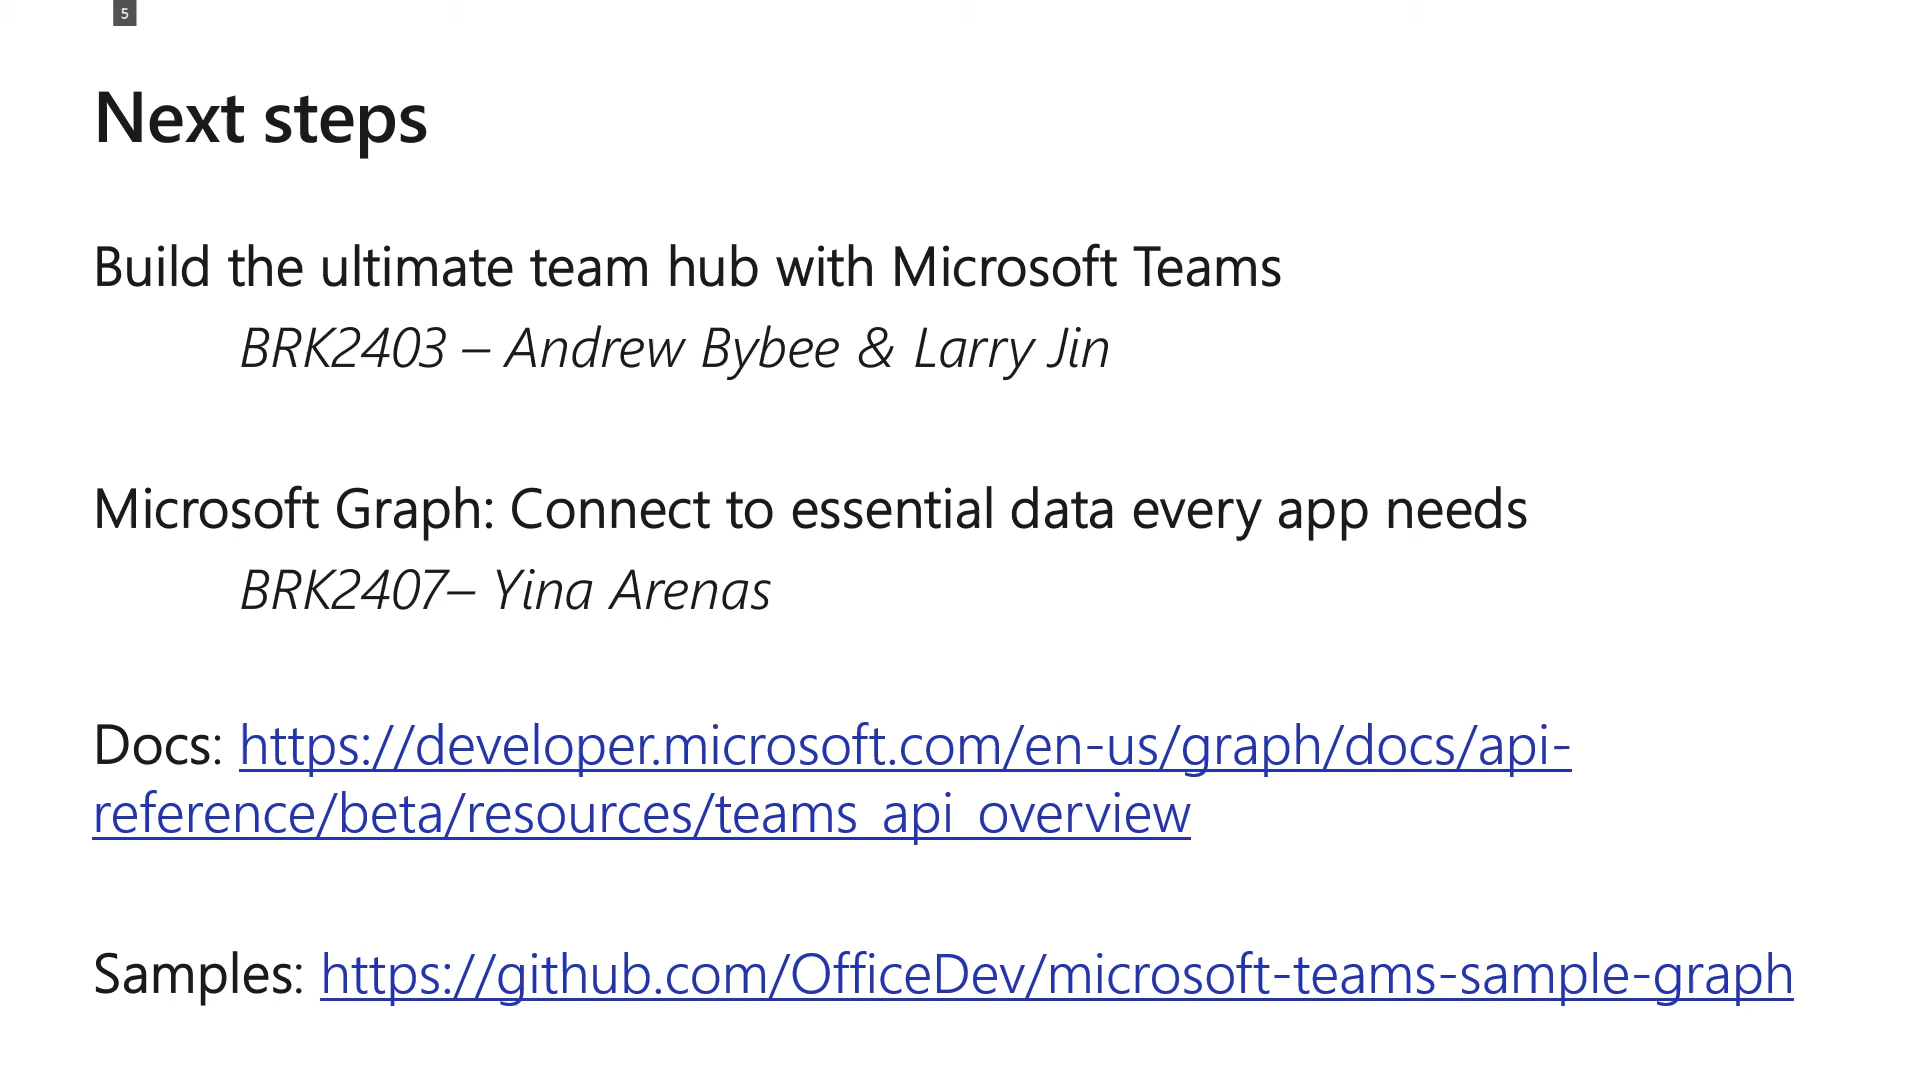 5
Next steps
Build the ultimate team hub with Microsoft Teams
BRK2403 – Andrew Bybee & Larry Jin
Microsoft Graph: Connect to essential data every app needs
BRK2407– Yina Arenas
Docs: https://developer.microsoft.com/en-us/graph/docs/api-
reference/beta/resources/teams_api_overview
Samples: https://github.com/OfficeDev/microsoft-teams-sample-graph